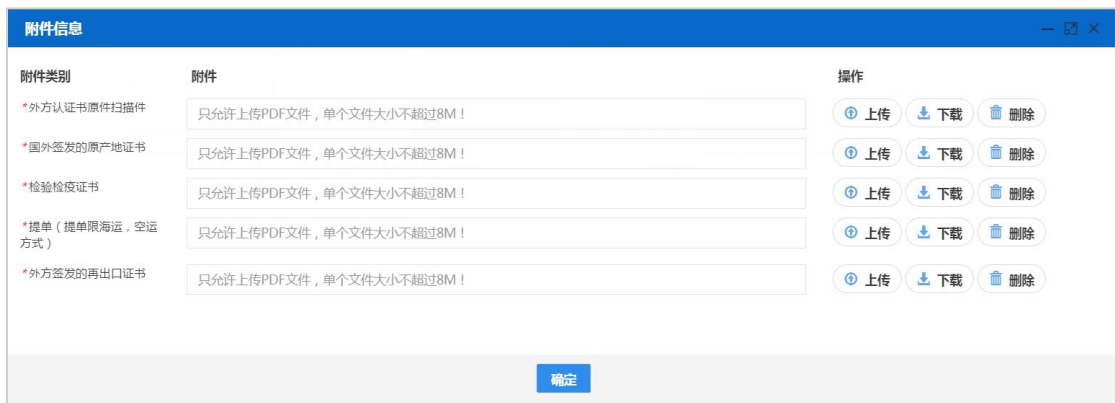 附件信息
附件类别 附件 操作
*外方认证书原件扫描件 只允许上传PDF文件，单个文件大小不超过8M！ 上传 下载 删除
*国外签发的原产地证书 只允许上传PDF文件，单个文件大小不超过8M！ 上传 下载 删除
*检验检疫证书 只允许上传PDF文件，单个文件大小不超过8M！ 上传 下载 删除
*提单（提单限海运，空运
方式） 只允许上传PDF文件，单个文件大小不超过8M！ 上传 下载 删除
*外方签发的再出口证书 只允许上传PDF文件，单个文件大小不超过8M！ 上传 下载 删除
确定